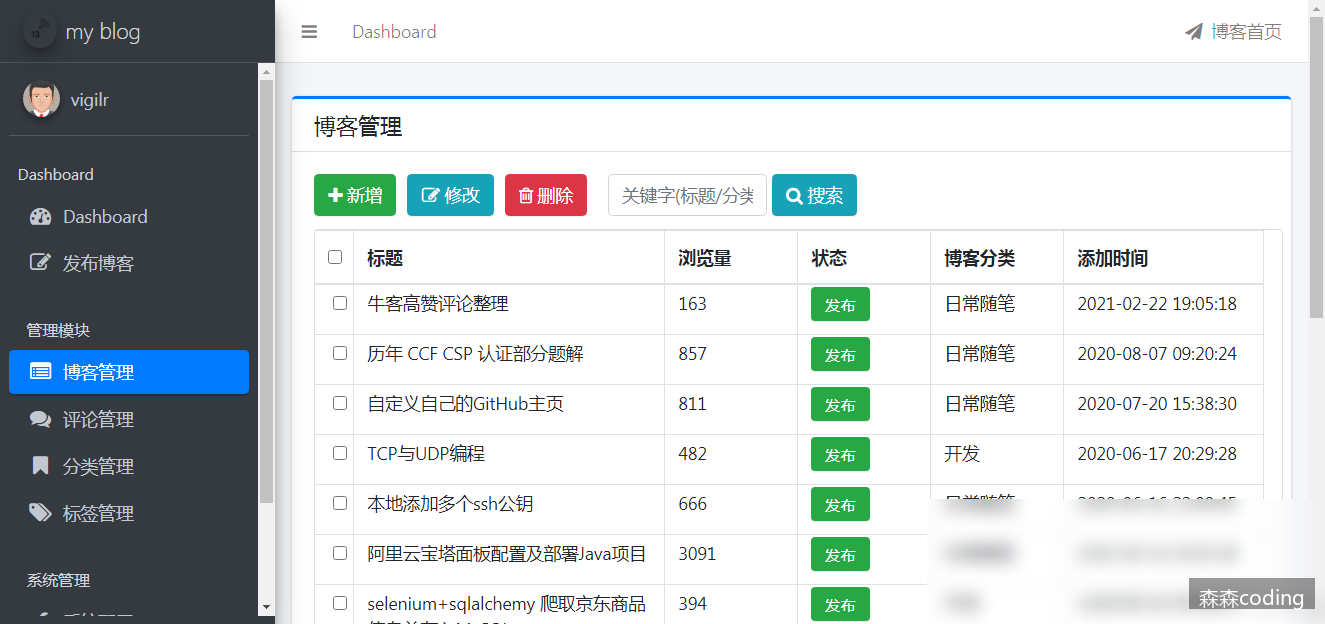 my blog
Dashboard
博客首页
vigilr
Dashboard
Dashboard
发布博客
管理模块
博客管理
评论管理
分类管理
标签管理
系统管理
博客管理
新增 修改 删除 关键字(标题/分类 搜索
标题 浏览量 状态 博客分类 添加时间
牛客高赞评论整理 163 发布 日常随笔 2021-02-22 19:05:18
历年 CCF CSP 认证部分题解 857 发布 日常随笔 2020-08-07 09:20:24
自定义自己的GitHub主页 811 发布 日常随笔 2020-07-20 15:38:30
TCP与UDP编程 482 发布 开发 2020-06-17 20:29:28
本地添加多个ssh公钥 666 发布
阿里云宝塔面板配置及部署Java项目 3091 发布
selenium+sqlalchemy 爬取京东商品 394 发布
森森coding